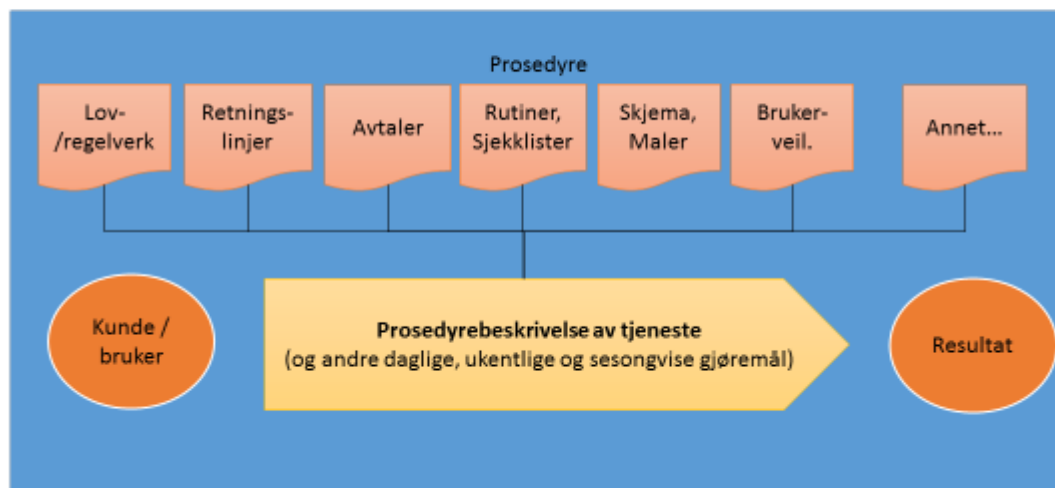 Prosedyre
Lov-
/regelverk
Retnings-
linjer
Avtaler
Rutiner,
Sjekklister
Skjema,
Maler
Bruker-
veil.
Annet...
Kunde /
bruker
Prosedyrebeskrivelse av tjeneste
(og andre daglige, ukentlige og sesongvise gjøremål)
Resultat